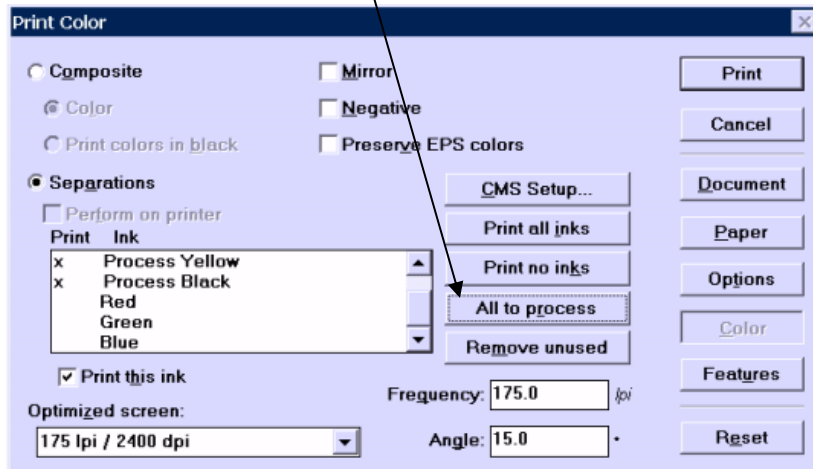 Print Color
Composite
Color
Print colors in black
Mirror
Negative
Preserve EPS colors
Separations
Perform on printer
Print Ink
x Process Yellow
x Process Black
Red
Green
Blue
Print this ink
Optimized screen:
175 lpi / 2400 dpi
CMS Setup...
Print all inks
Print no inks
All to process
Remove unused
Frequency: 175.0 lpi
Angle: 15.0 °
Print
Cancel
Document
Paper
Options
Color
Features
Reset